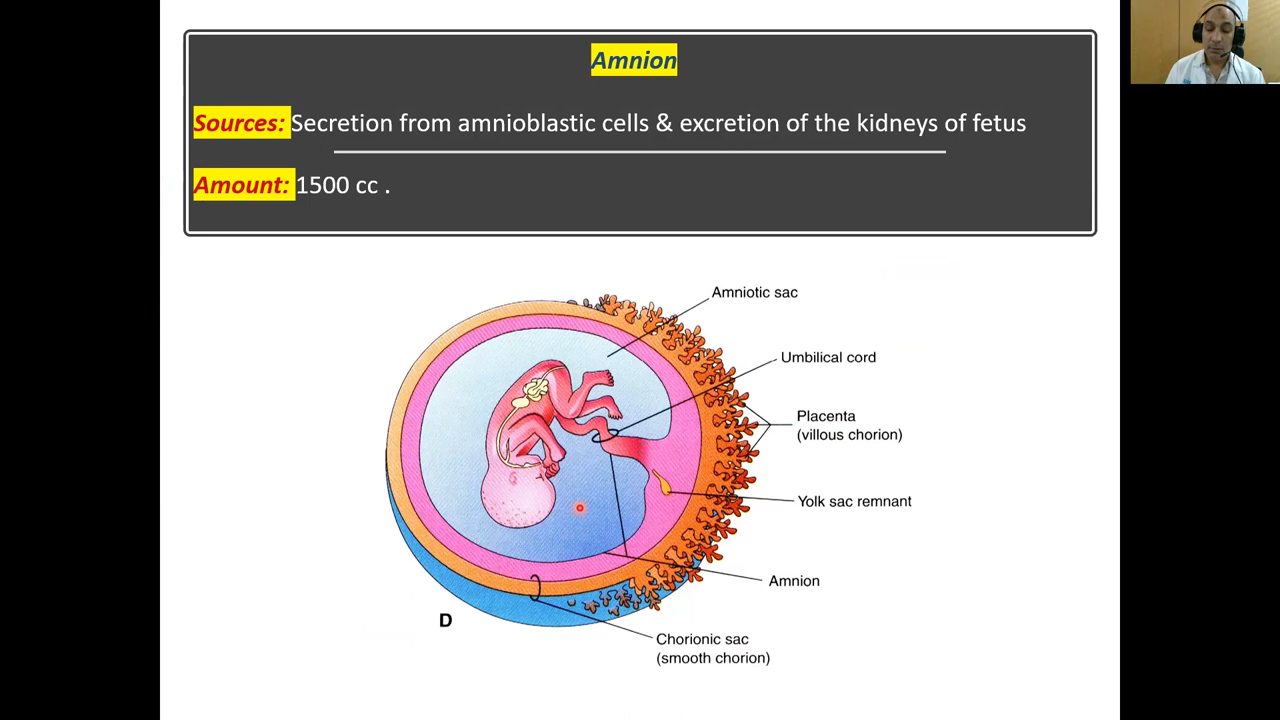 Amnion
Sources: Secretion from amnioblastic cells & excretion of the kidneys of fetus
Amount: 1500 cc .
Amniotic sac
Umbilical cord
Placenta
(villous chorion)
Yolk sac remnant
Amnion
D
Chorionic sac
(smooth chorion)